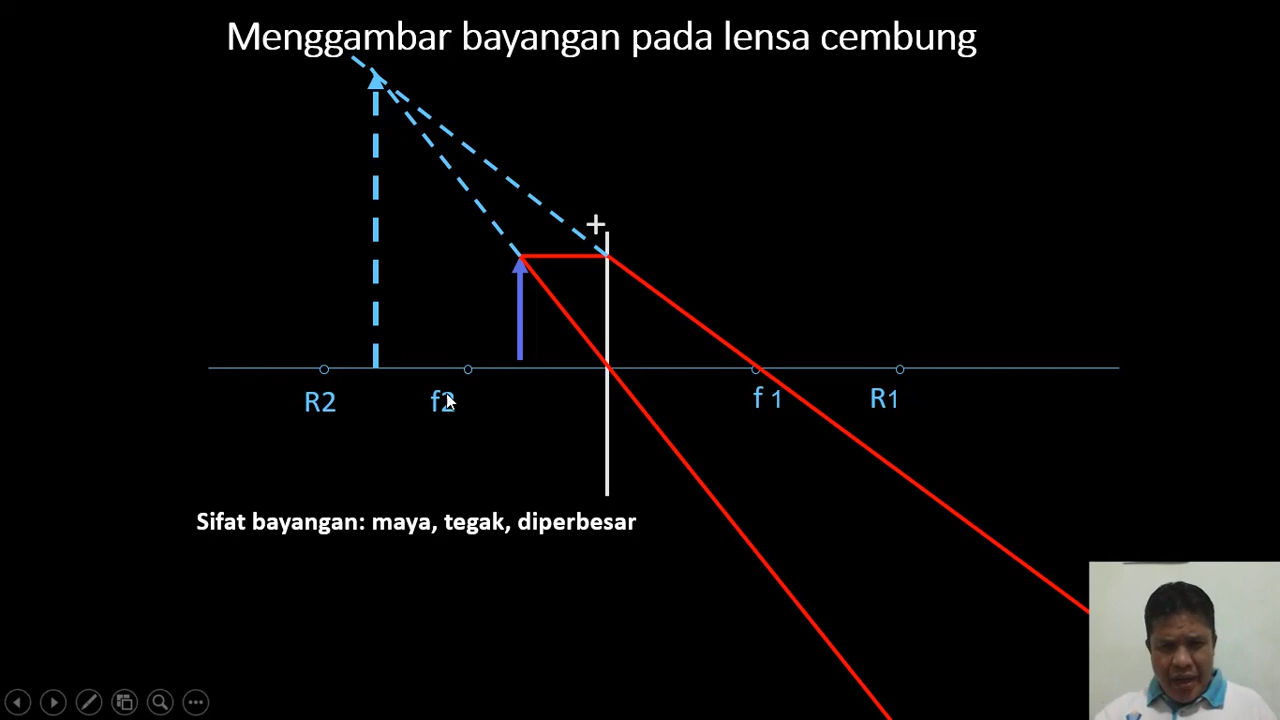 Menggambar bayangan pada lensa cembung
+
R2 f2 f 1 R1
Sifat bayangan: maya, tegak, diperbesar